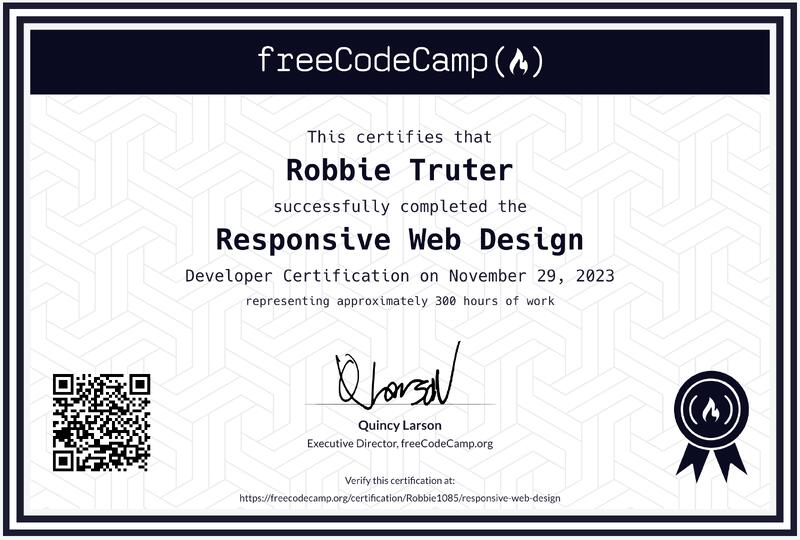 freeCodeCamp
This certifies that
Robbie Truter
successfully completed the
Responsive Web Design
Developer Certification on November 29, 2023
representing approximately 300 hours of work
Quincy Larson
Executive Director, freeCodeCamp.org
Verify this certification at:
https://freecodecamp.org/certification/Robbie1085/responsive-web-design